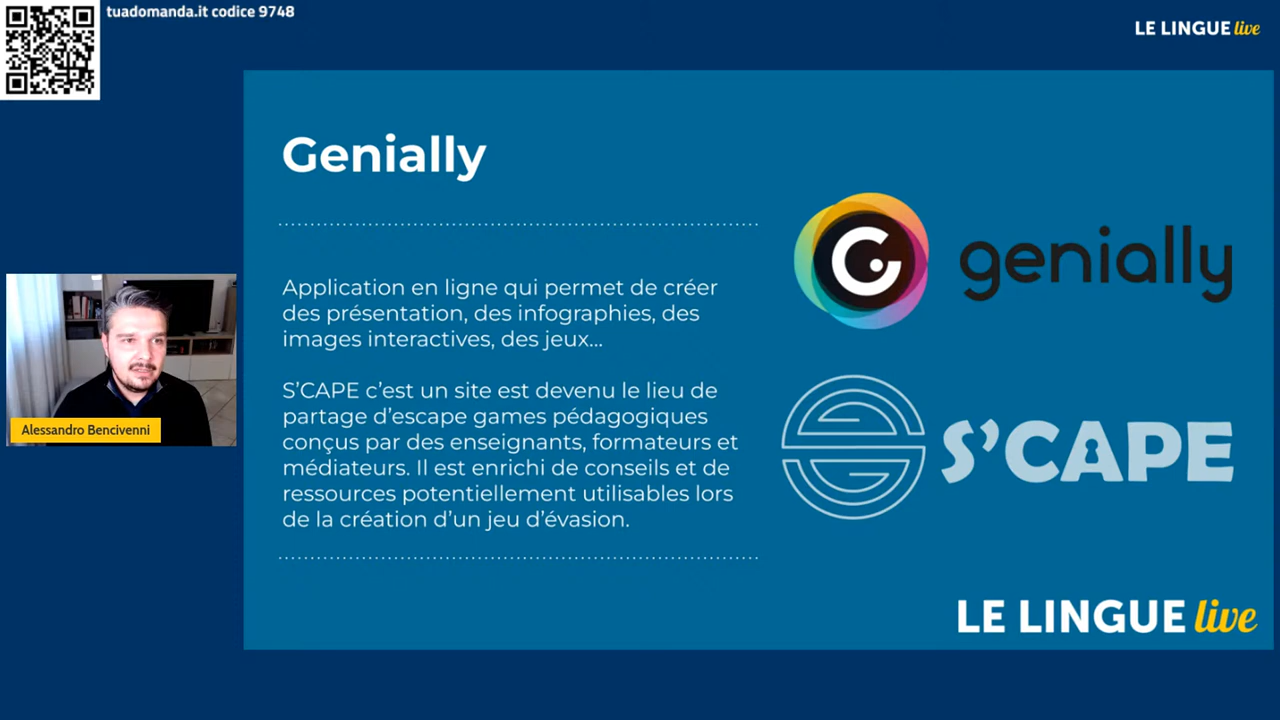 tuadomanda.it codice 9748
LE LINGUE live
Genially
genially
Application en ligne qui permet de créer
des présentation, des infographies, des
images interactives, des jeux...
S'CAPE c'est un site est devenu le lieu de
partage d'escape games pédagogiques
conçus par des enseignants, formateurs et
médiateurs. Il est enrichi de conseils et de
ressources potentiellement utilisables lors
de la création d'un jeu d'évasion.
S'CAPE
Alessandro Bencivenni
LE LINGUE live